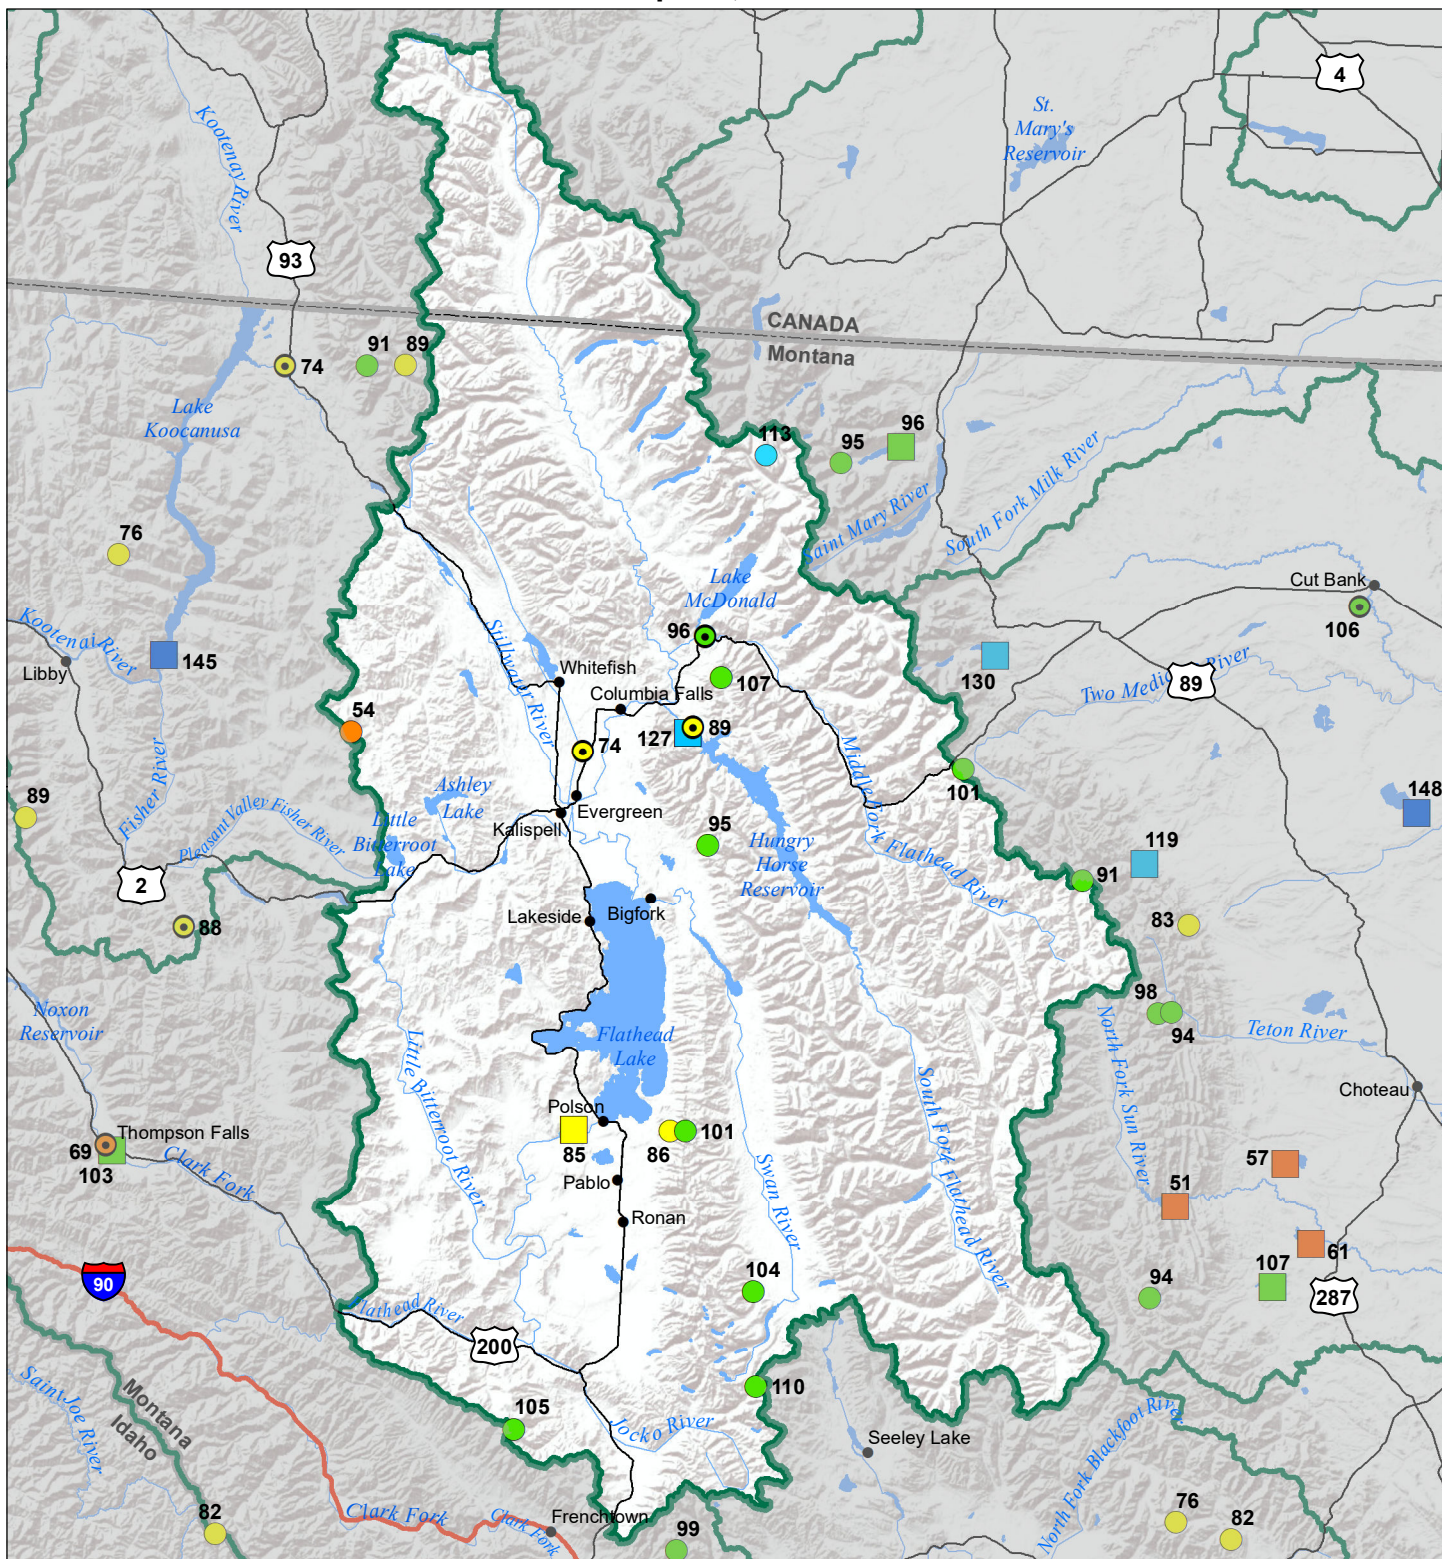 4
St.
Mary's
Reservoir
Kootenay River
93
CANADA
Montana
91
89
74
Lake
Koocanusa
113
95
96
Saint Mary River
South Fork Milk River
76
Lake
McDonald
Cut Bank
106
Kootenai River
Libby
145
96
Stillwater River
Whitefish
107
130
Two Medic River
89
Columbia Falls
54
127
89
74
Middle Fork Flathead River
101
148
Fisher River
89
Ashley
Lake
Evergreen
Kalispell
Pleasant Valley Fisher River
Little
Bitterroot
Lake
95
Hungry
Horse
Reservoir
119
91
2
88
Lakeside
Bigfork
83
98
94
Noxon
Reservoir
Flathead
Lake
Little Bitterroot River
North Fork Sun River
Teton River
South Fork Flathead River
Choteau
Polson
85
86
101
Thompson Falls
69
103
Clark Fork
Swan River
Pablo
Ronan
57
51
61
90
104
94
107
287
Flathead River
200
110
105
Jocko River
Montana
Idaho
Saint Joe River
Seeley Lake
North Fork Blackfoot River
82
Clark Fork
Clark Fork
Frenchtown
99
76
82